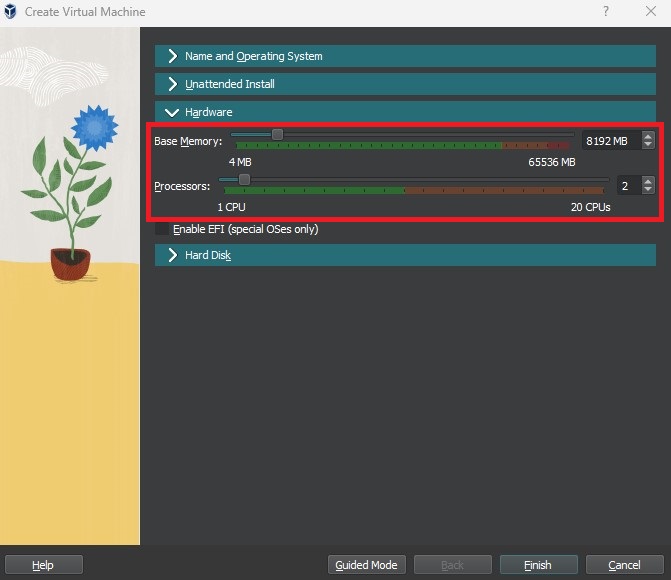 Create Virtual Machine
?
Name and Operating System
Unattended Install
Hardware
Base Memory:
8192 MB
4 MB
65536 MB
Processors:
2
1 CPU
20 CPUs
Enable EFI (special OSes only)
Hard Disk
Help
Guided Mode
Back
Finish
Cancel